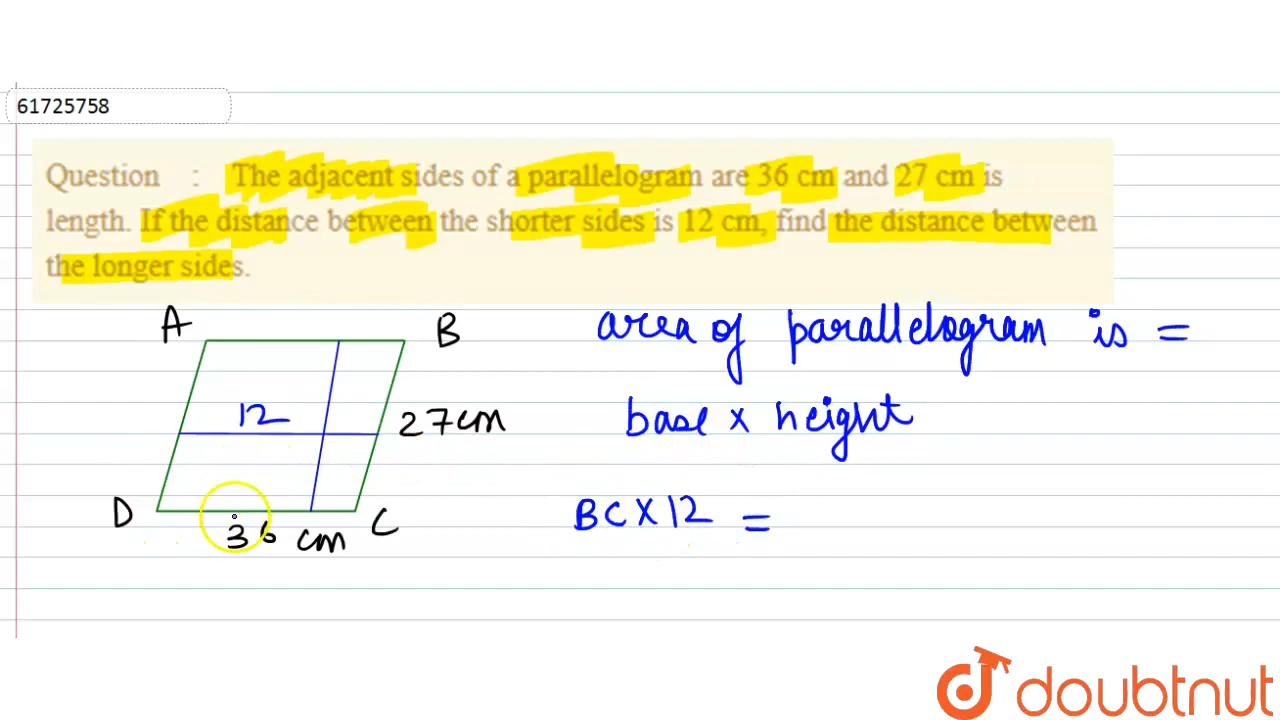 61725758
Question : The adjacent sides of a parallelogram are 36 cm and 27 cm is
length. If the distance between the shorter sides is 12 cm, find the distance between
the longer sides.
A
B
area of parallelogram is =
12
27cm
base x height
D
36 cm
C
BC X 12 =
doubtnut